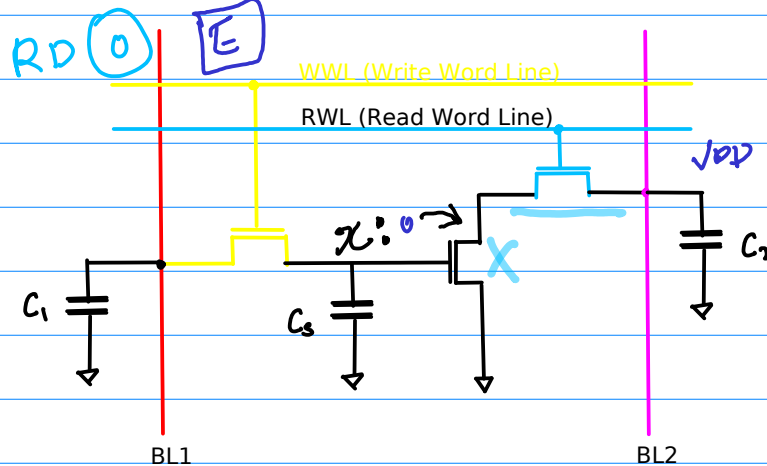 RD 0 E
WWL (Write Word Line)
RWL (Read Word Line)
VDD
x: 0
X
C2
C1
Cs
BL1 BL2